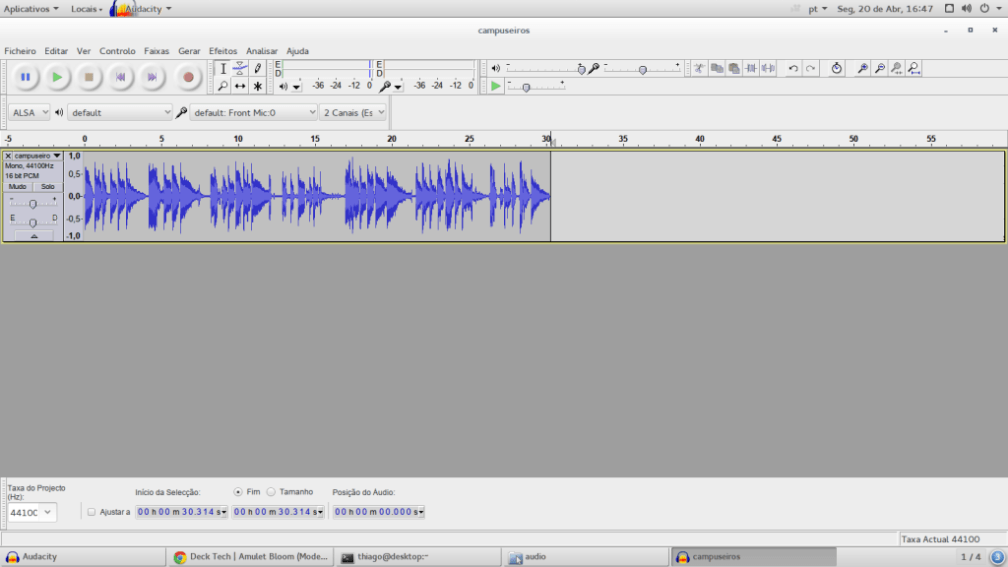 Aplicativos Locais Audacity pt Seg, 20 de Abr, 16:47
campuseiros
Ficheiro Editar Ver Controlo Faixas Gerar Efeitos Analisar Ajuda
E E
D D
-36 -24 -12 0 -36 -24 -12 0
ALSA default default: Front Mic:0 2 Canais (Es
-5 0 5 10 15 20 25 30 35 40 45 50 55
campuseiro
Mono, 44100Hz
16 bit PCM
Mudo Solo
- +
E D
1,0
0,5
0,0
-0,5
-1,0
Taxa do Projecto
(Hz):
Início da Selecção: Fim Tamanho Posição do Áudio:
4410C Ajustar a 00 h 00 m 30.314 s 00 h 00 m 30.314 s 00 h 00 m 00.000 s
Taxa Actual 44100
Audacity Deck Tech | Amulet Bloom (Mode... thiago@desktop:~ audio campuseiros 1 / 4 3